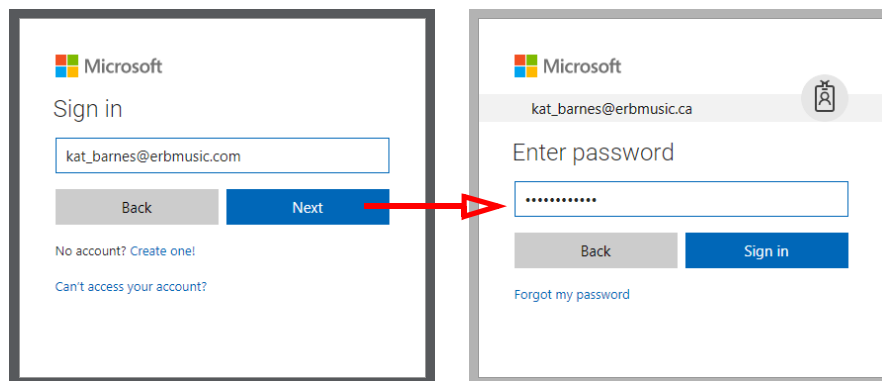 Microsoft
Sign in
kat_barnes@erbmusic.com
Back
Next
No account? Create one!
Can't access your account?
Microsoft
kat_barnes@erbmusic.ca
Enter password
••••••••••••
Back
Sign in
Forgot my password